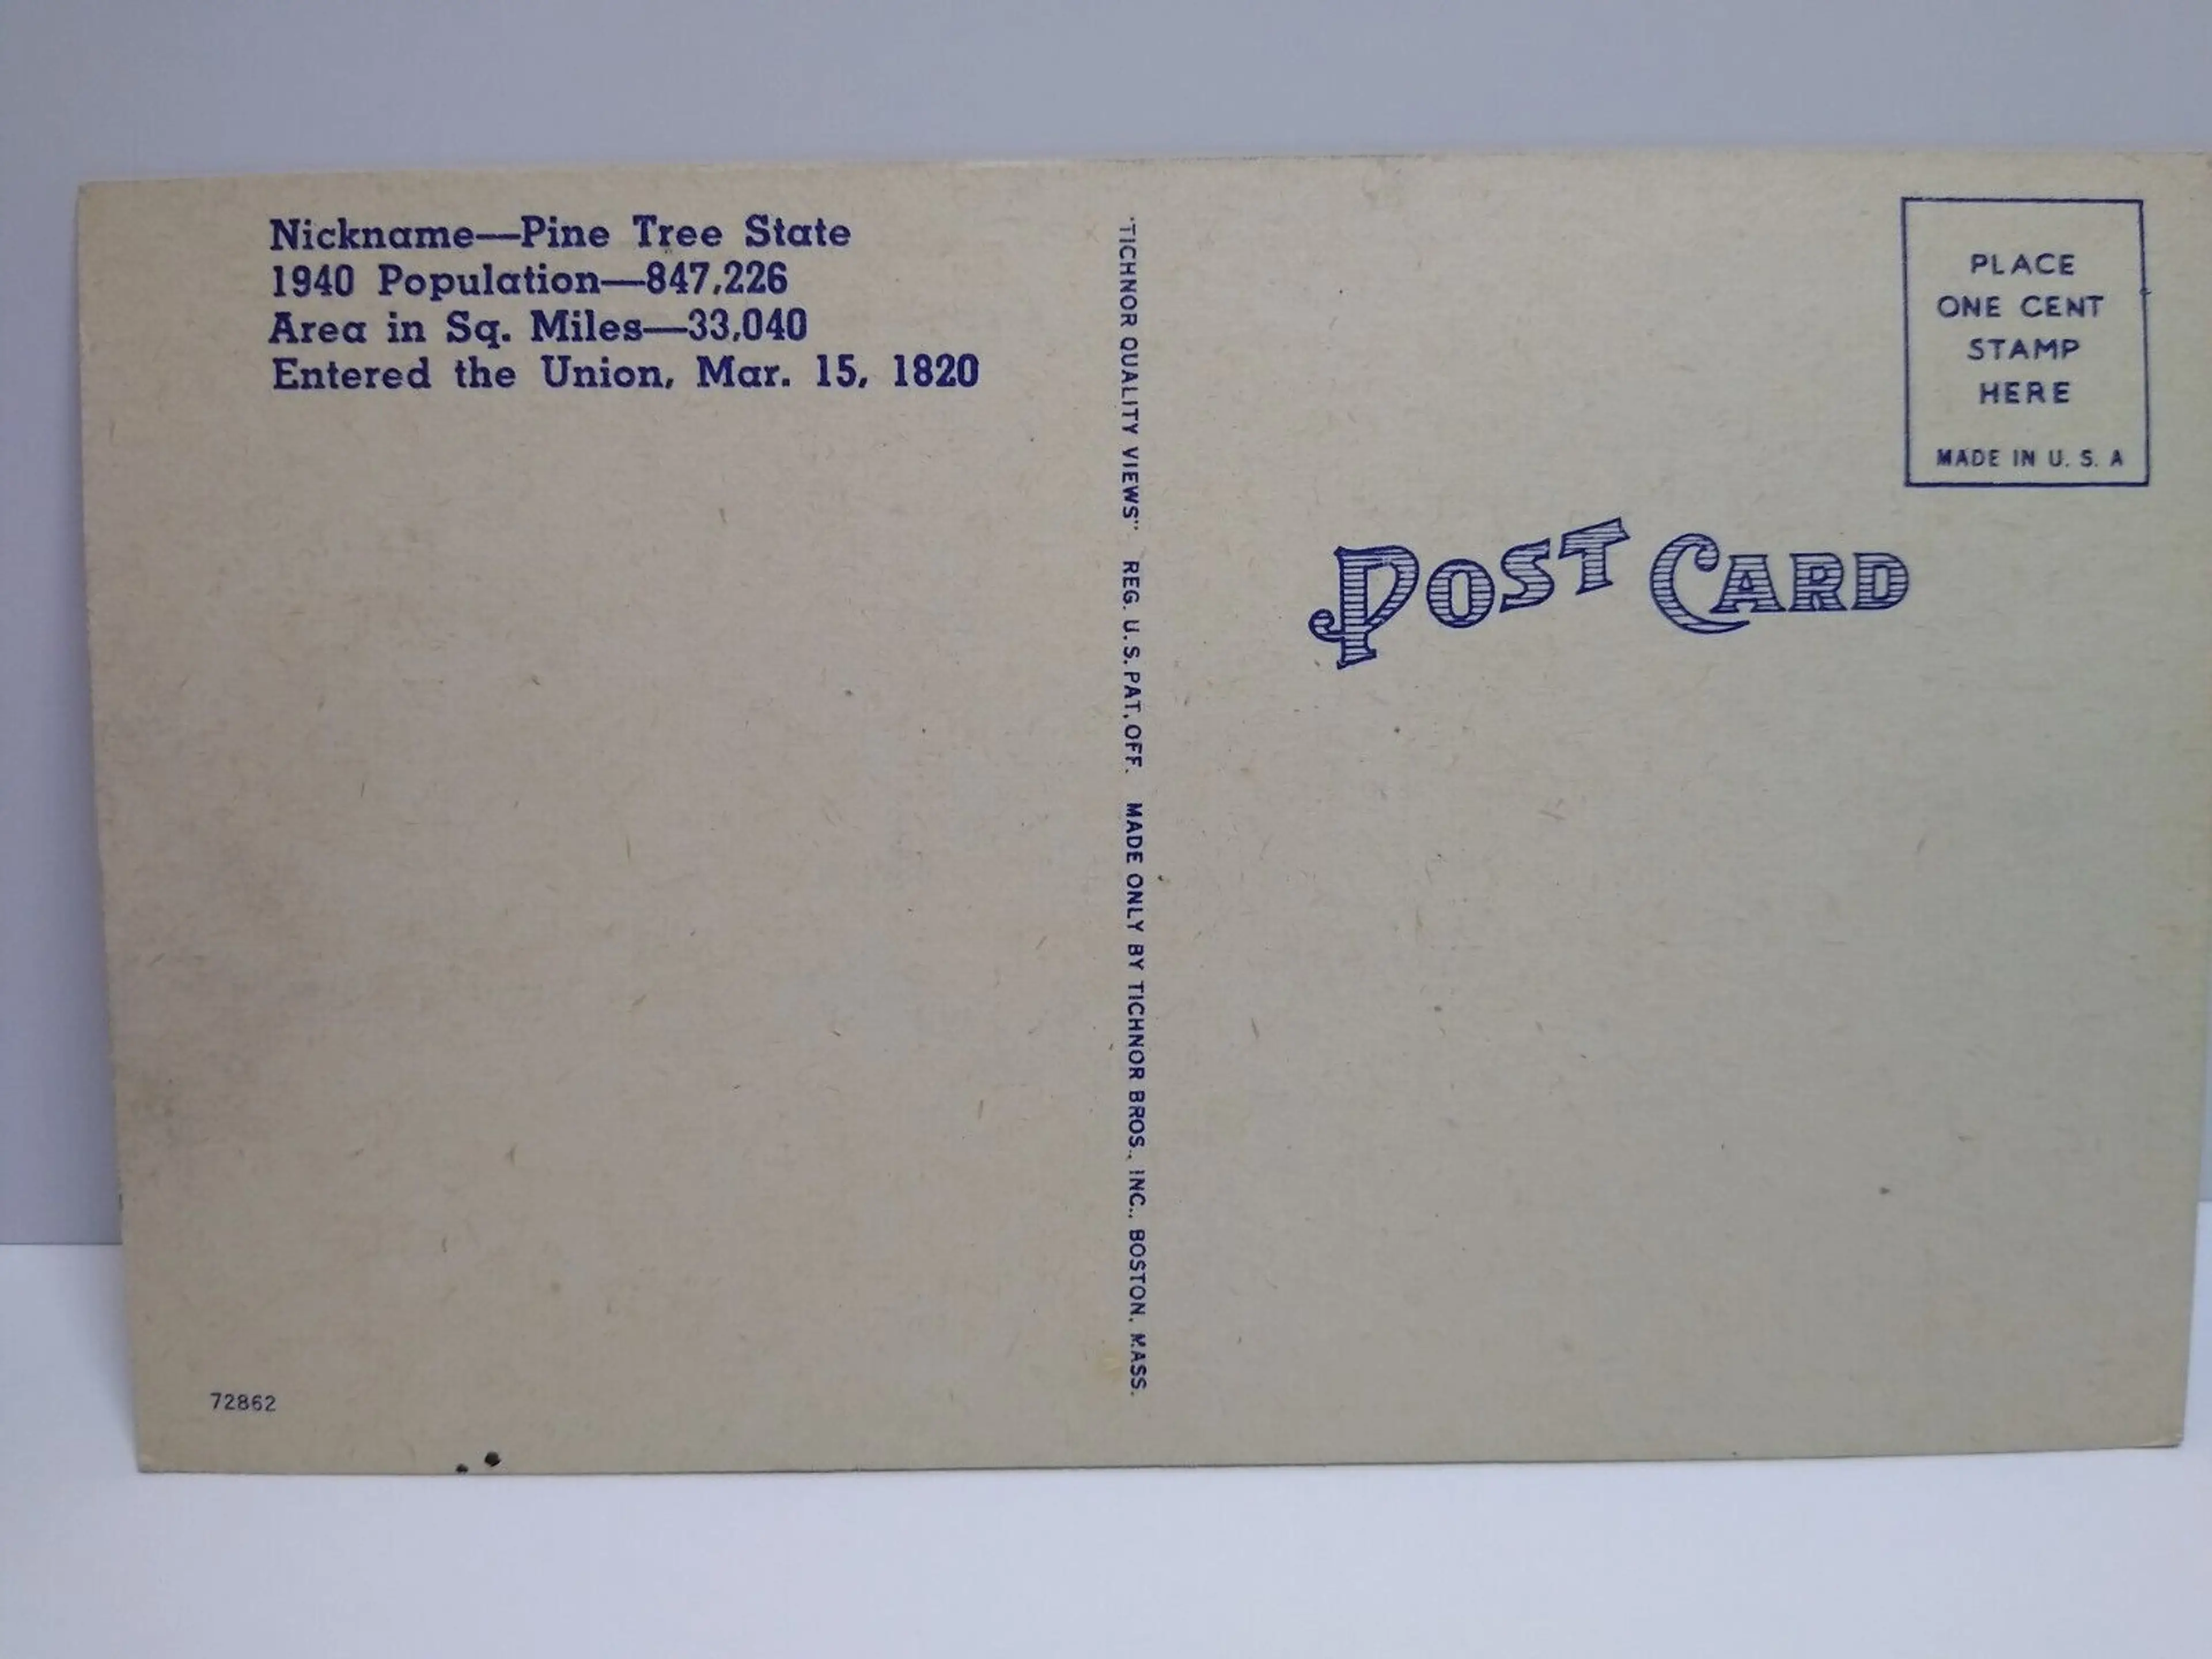 Nickname—Pine Tree State
1940 Population—847,226
Area in Sq. Miles—33,040
Entered the Union, Mar. 15, 1820
72862
"TICHNOR QUALITY VIEWS" REG. U. S. PAT. OFF. MADE ONLY BY TICHNOR BROS., INC., BOSTON, MASS.
PLACE
ONE CENT
STAMP
HERE
MADE IN U. S. A
POST CARD